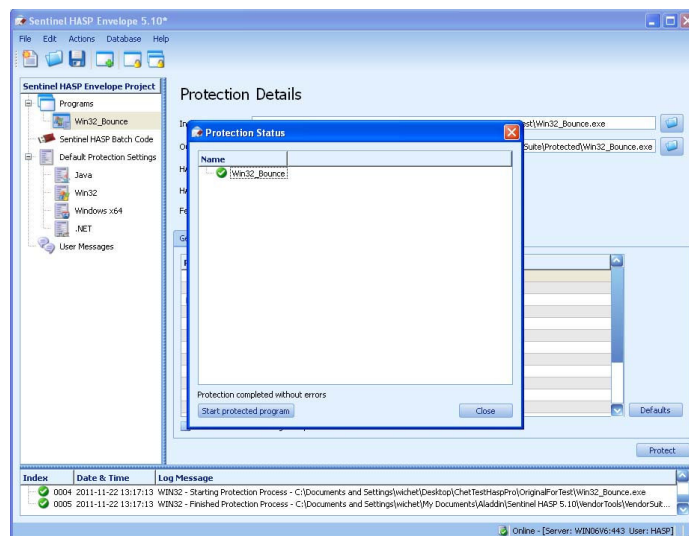 Sentinel HASP Envelope 5.10*
File Edit Actions Database Help
Sentinel HASP Envelope Project
Programs
Win32_Bounce
Sentinel HASP Batch Code
Default Protection Settings
Java
Win32
Windows x64
.NET
User Messages
Protection Details
est\Win32_Bounce.exe
Suite\Protected\Win32_Bounce.exe
Protection Status
Name
Win32_Bounce
Protection completed without errors
Start protected program
Close
Defaults
Protect
Index Date & Time Log Message
0004 2011-11-22 13:17:13 WIN32 - Starting Protection Process - C:\Documents and Settings\wichet\Desktop\ChetTestHaspPro\OriginalForTest\Win32_Bounce.exe
0005 2011-11-22 13:17:13 WIN32 - Finished Protection Process - C:\Documents and Settings\wichet\My Documents\Aladdin\Sentinel HASP 5.10\VendorTools\VendorSuit...
Online - [Server: WIN06V6:443 User: HASP]